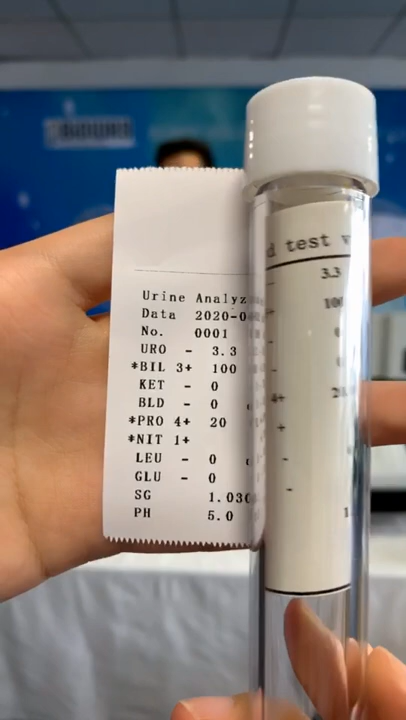 Urine Analyz
Data 2020-0
No. 0001
URO - 3.3
*BIL 3+ 100
KET - 0
BLD - 0
*PRO 4+ 20
*NIT 1+
LEU - 0
GLU - 0
SG 1.030
PH 5.0
d test
3.3
100
4+
+
-
-